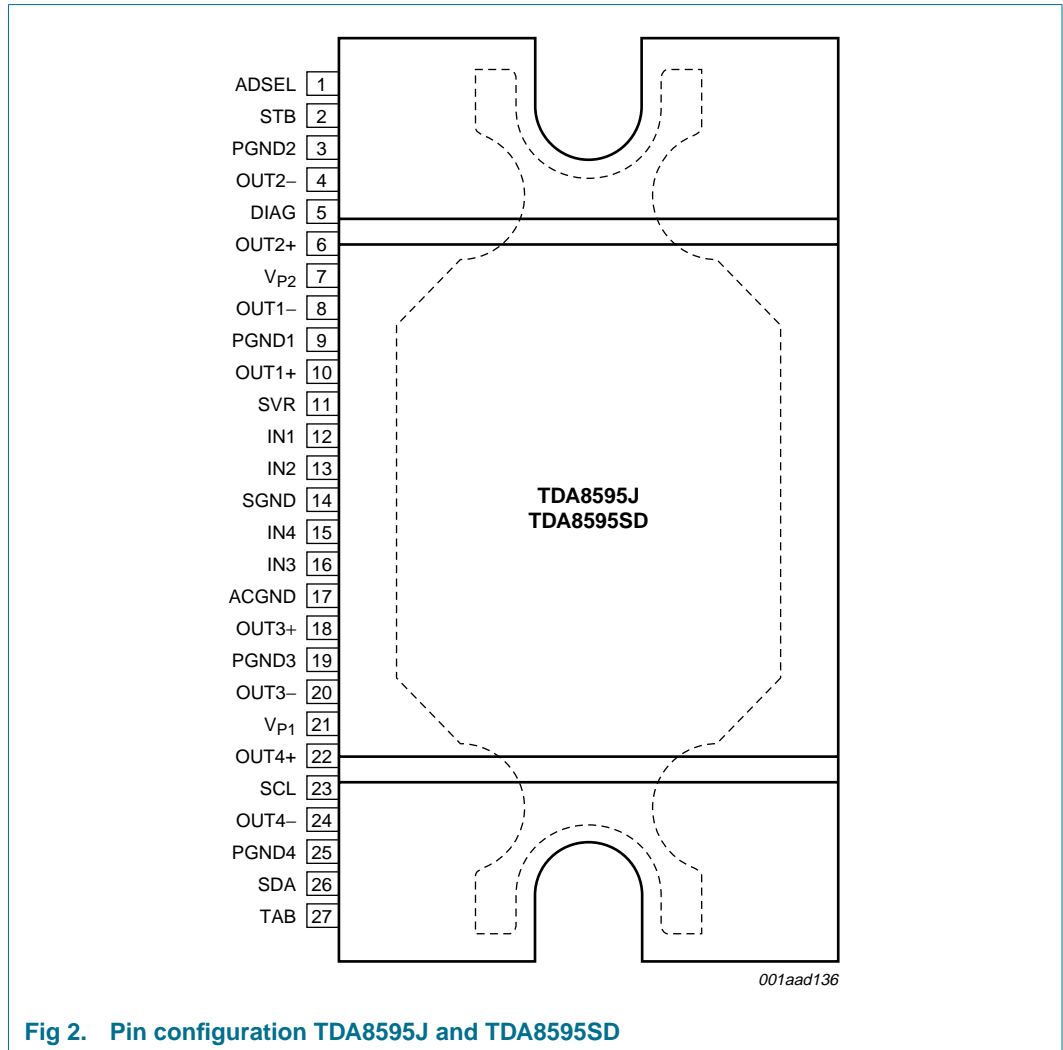 ADSEL 1
STB 2
PGND2 3
OUT2− 4
DIAG 5
OUT2+ 6
VP2 7
OUT1− 8
PGND1 9
OUT1+ 10
SVR 11
IN1 12
IN2 13
SGND 14
IN4 15
IN3 16
ACGND 17
OUT3+ 18
PGND3 19
OUT3− 20
VP1 21
OUT4+ 22
SCL 23
OUT4− 24
PGND4 25
SDA 26
TAB 27
TDA8595J
TDA8595SD
001aad136
Fig 2. Pin configuration TDA8595J and TDA8595SD